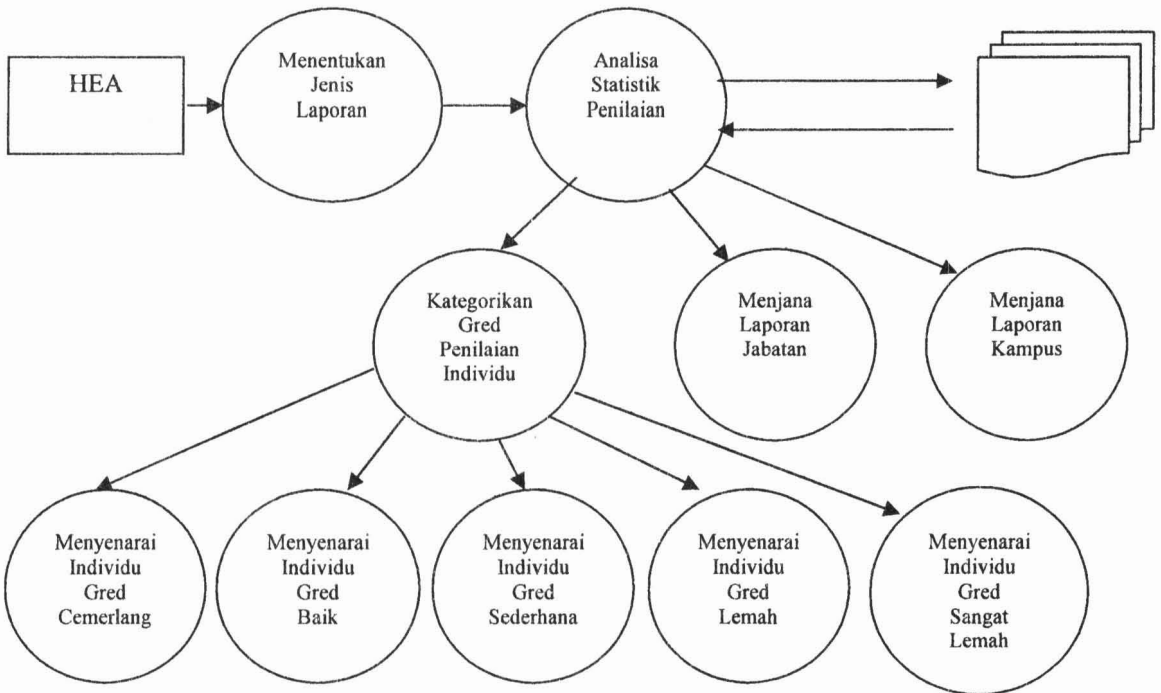 HEA
Menentukan
Jenis
Laporan
Analisa
Statistik
Penilaian
Kategorikan
Gred
Penilaian
Individu
Menjana
Laporan
Jabatan
Menjana
Laporan
Kampus
Menyenarai
Individu
Gred
Cemerlang
Menyenarai
Individu
Gred
Baik
Menyenarai
Individu
Gred
Sederhana
Menyenarai
Individu
Gred
Lemah
Menyenarai
Individu
Gred
Sangat
Lemah